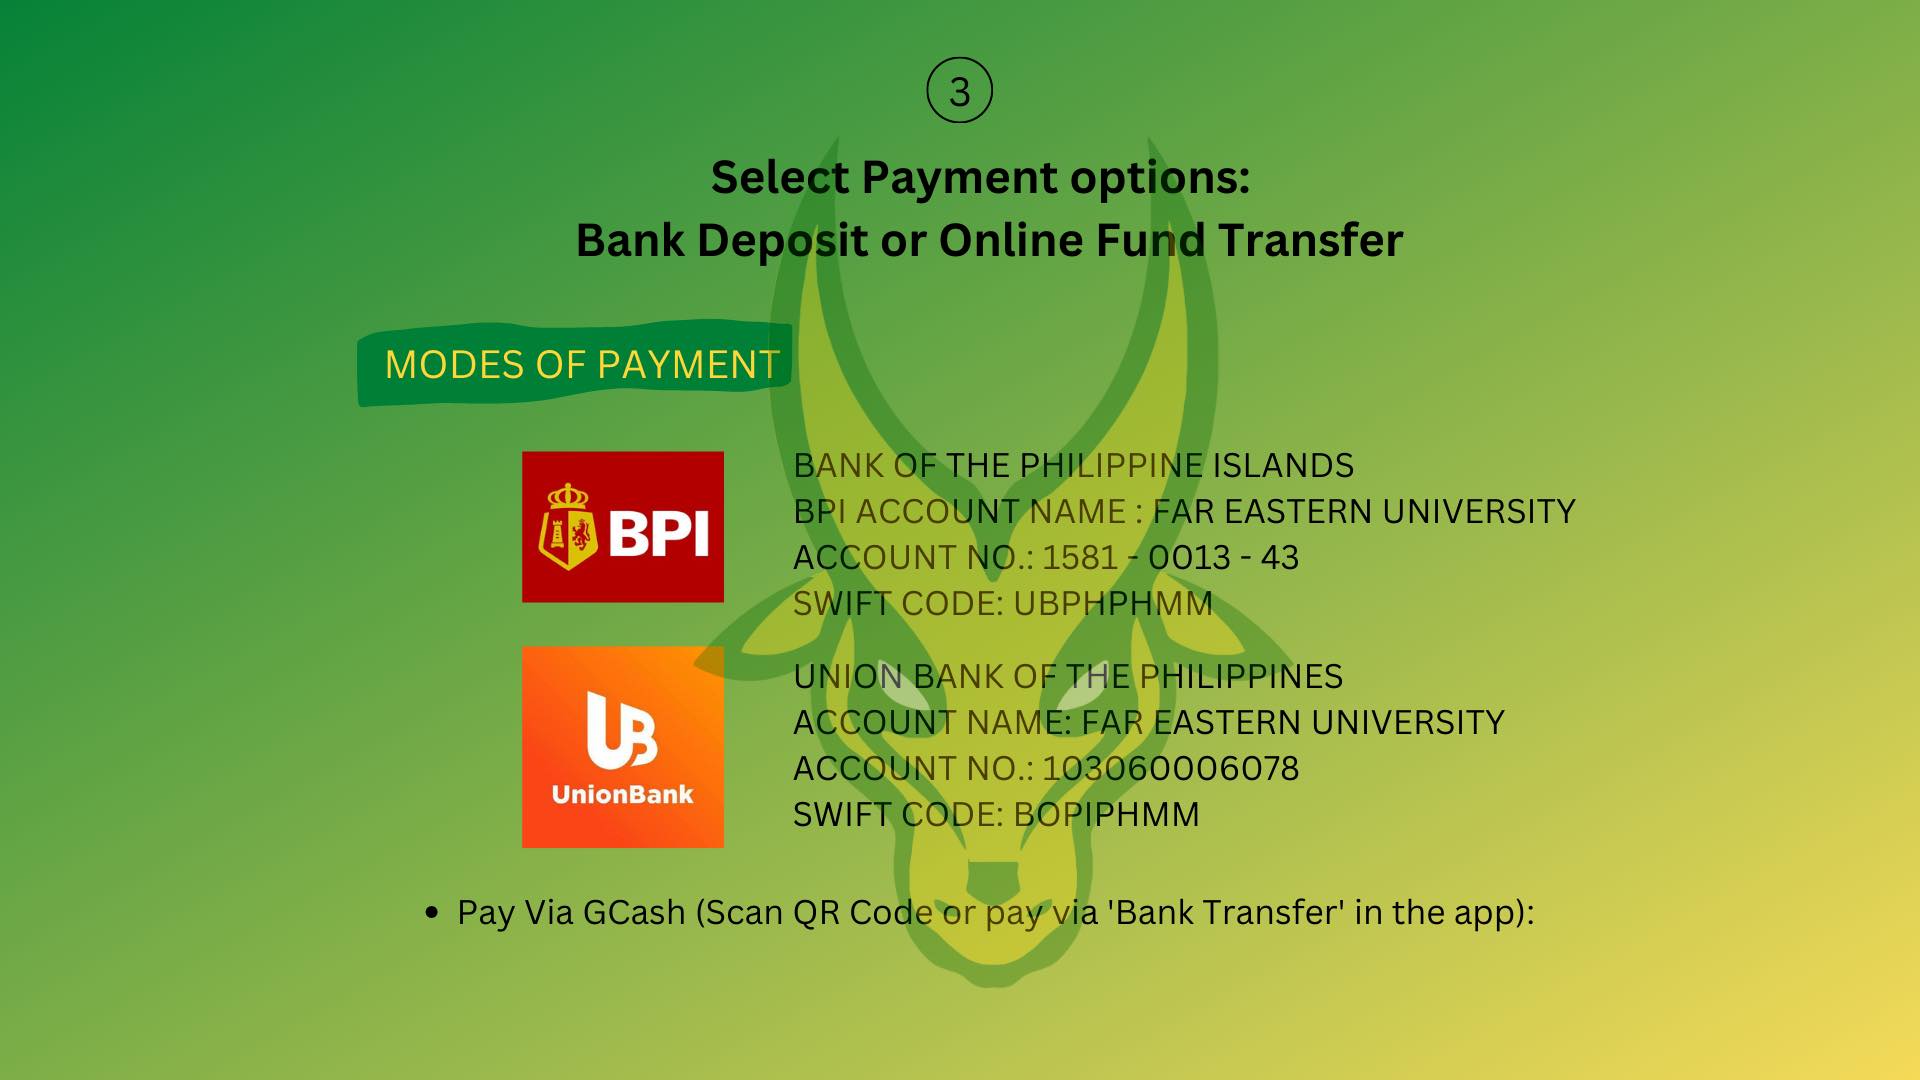 3
Select Payment options:
Bank Deposit or Online Fund Transfer
MODES OF PAYMENT
BPI
BANK OF THE PHILIPPINE ISLANDS
BPI ACCOUNT NAME : FAR EASTERN UNIVERSITY
ACCOUNT NO.: 1581 - 0013 - 43
SWIFT CODE: UBPHPHMM
UB
UnionBank
UNION BANK OF THE PHILIPPINES
ACCOUNT NAME: FAR EASTERN UNIVERSITY
ACCOUNT NO.: 103060006078
SWIFT CODE: BOPIPHMM
• Pay Via GCash (Scan QR Code or pay via 'Bank Transfer' in the app):